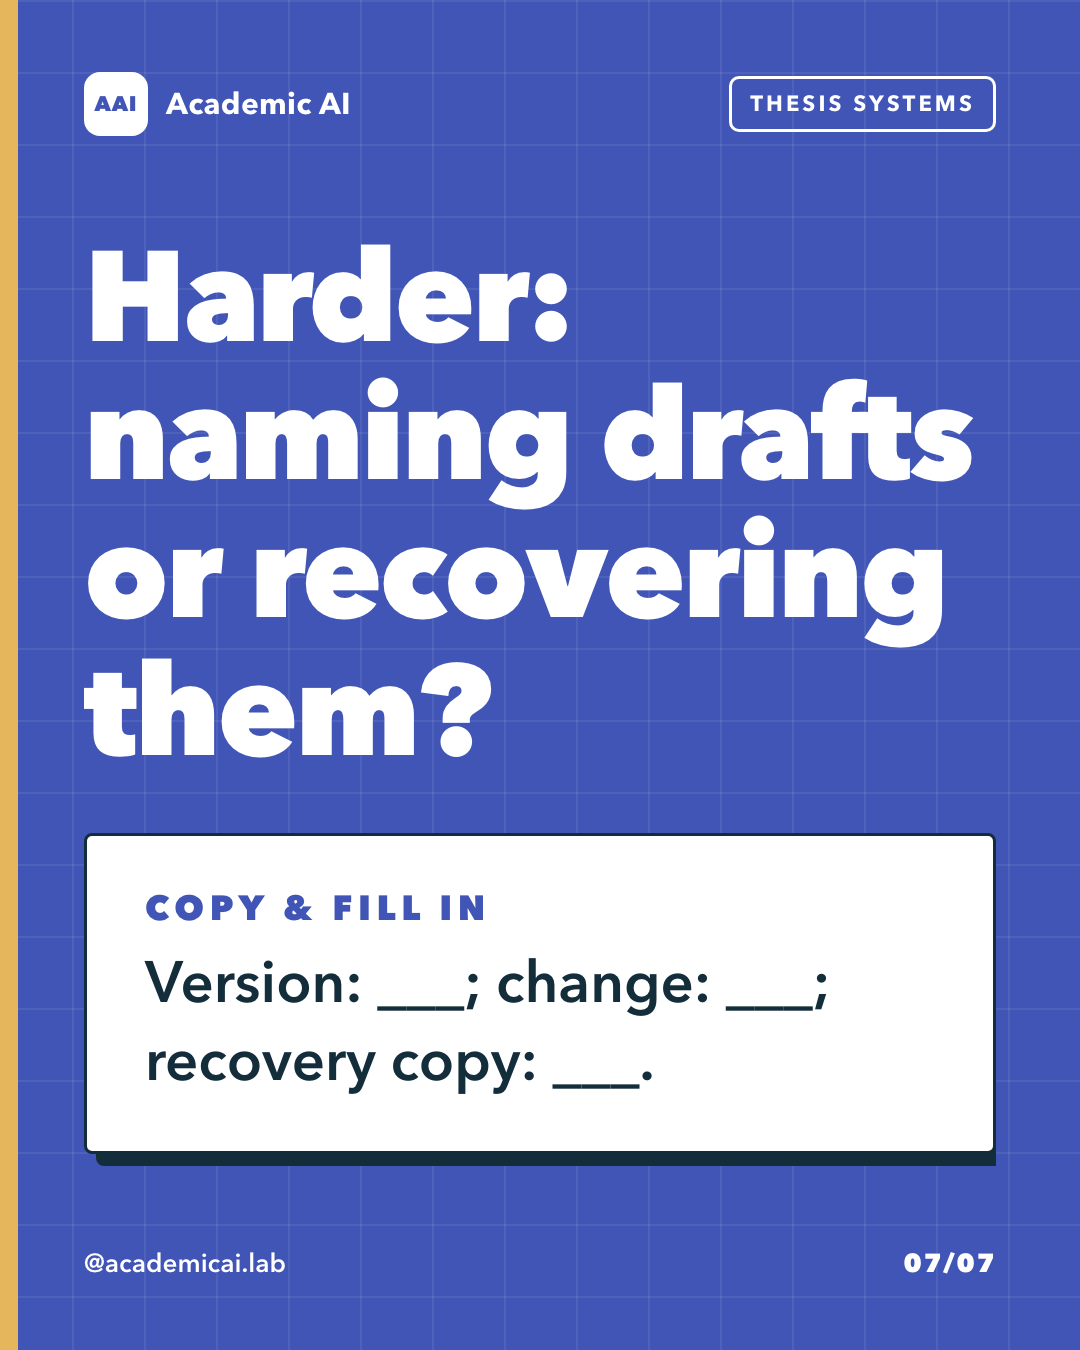 AAI Academic AI
THESIS SYSTEMS
Harder:
naming drafts
or recovering
them?
COPY & FILL IN
Version: ___; change: ___;
recovery copy: ___.
@academicai.lab
07/07